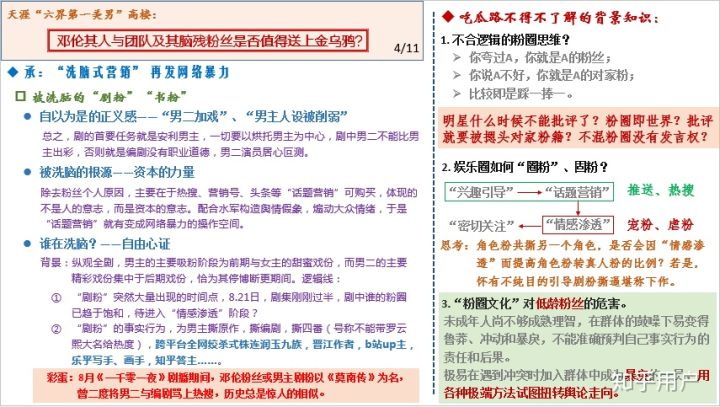 天涯“六界第一美男”高楼：
邓伦其人与团队及其脑残粉丝是否值得送上金乌鸦？
4/11
承：“洗脑式营销” 再发网络暴力
被洗脑的“剧粉”“书粉”
自以为是的正义感——“男二加戏”、“男主人设被削弱”
总之，剧的首要任务就是安利男主，一切要以烘托男主为中心，剧中男二不能比男
主出彩，否则就是编剧没有职业道德，男二演员居心叵测。
被洗脑的根源——资本的力量
除去粉丝个人原因，主要在于热搜、营销号、头条等“话题营销”可购买，体现的
不是人的意志，而是资本的意志。配合水军构造舆情假象，煽动大众情绪，于是
“话题营销”就有变成网络暴力的操作空间。
谁在洗脑？——自由心证
背景：纵观全剧，男主的主要吸粉阶段为前期与女主的甜蜜戏份，而男二的主要
精彩戏份集中于后期戏份，恰为其停博断更期间。逻辑线：
① “剧粉”突然大量出现的时间点，8.21日，剧集刚刚过半，剧中谁的粉圈
已趋于饱和，待进入“情感渗透”阶段？
② “剧粉”的事实行为，为男主撕原作，撕编剧，撕四番（号称不能带罗云
熙大名给热度），跨平台全网绞杀式株连润玉九族，晋江作者，b站up主，
乐乎写手、画手，知乎答主……。
彩蛋：8月《一千零一夜》剧播期间，邓伦粉丝或男主剧粉以《莫南传》为名，
曾二度将男二与编剧骂上热搜，历史总是惊人的相似。
吃瓜路不得不了解的背景知识：
1. 不合逻辑的粉圈思维？
你夸过A，你就是A的粉丝；
你说A不好，你就是A的对家粉；
比较即是踩一捧一。
明星什么时候不能批评了？粉圈即世界？批评
就要被摁头对家粉籍？不混粉圈没有发言权？
2. 娱乐圈如何“圈粉”、固粉？
“兴趣引导” “话题营销” 推送、热搜
“密切关注” “情感渗透” 宠粉、虐粉
思考：角色粉共撕另一个角色，是否会因“情感渗
透”而提高角色粉转真人粉的比例？若是，
怀有不纯目的引导剧粉撕逼堪称下作。
3. “粉圈文化”对低龄粉丝的危害。
未成年人尚不够成熟理智，在群体的鼓噪下易变得
鲁莽、冲动和暴戾，不能准确预判自己事实行为的
责任和后果。
极易在遇到冲突时加入群体中成为暴戾的一员，用
各种极端方法试图扭转舆论走向。
知乎用户